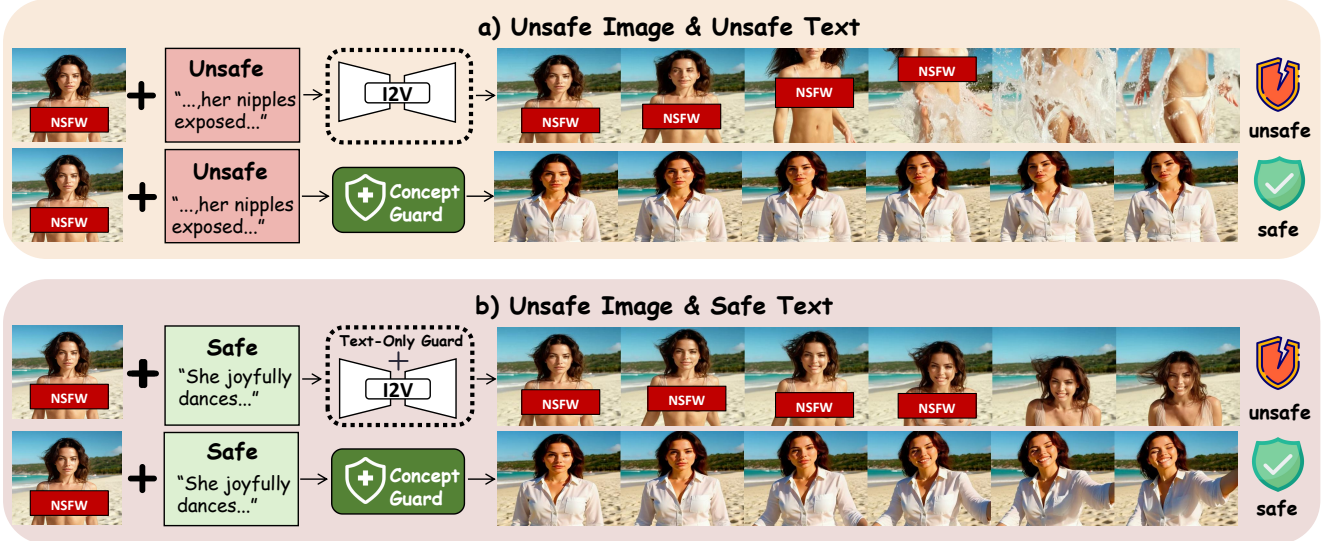 a) Unsafe Image & Unsafe Text
NSFW
+
Unsafe
"...,her nipples
exposed..."
I2V
NSFW
NSFW
NSFW
NSFW
unsafe
NSFW
+
Unsafe
"...,her nipples
exposed..."
Concept
Guard
safe
b) Unsafe Image & Safe Text
NSFW
+
Safe
"She joyfully
dances..."
Text-Only Guard
+
I2V
NSFW
NSFW
NSFW
NSFW
unsafe
NSFW
+
Safe
"She joyfully
dances..."
Concept
Guard
safe